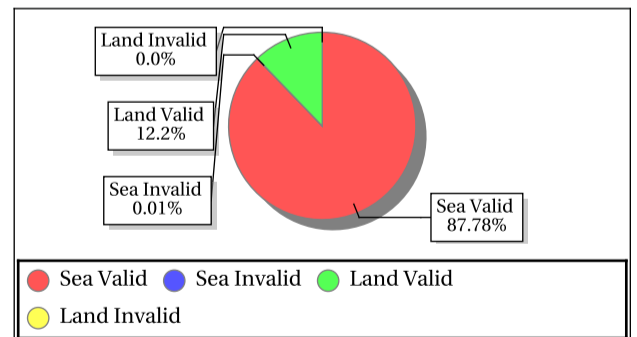 Land Invalid
0.0%
Land Valid
12.2%
Sea Invalid
0.01%
Sea Valid
87.78%
Sea Valid Sea Invalid Land Valid
Land Invalid